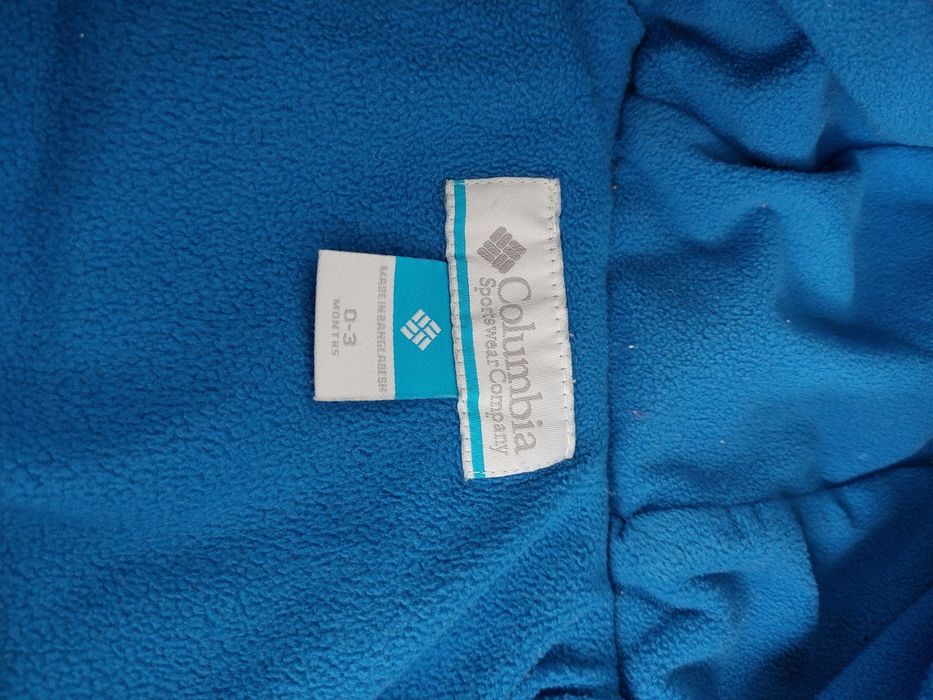 Columbia
Sportswear Company
MADE IN BANGLADESH
0-3
MONTHS